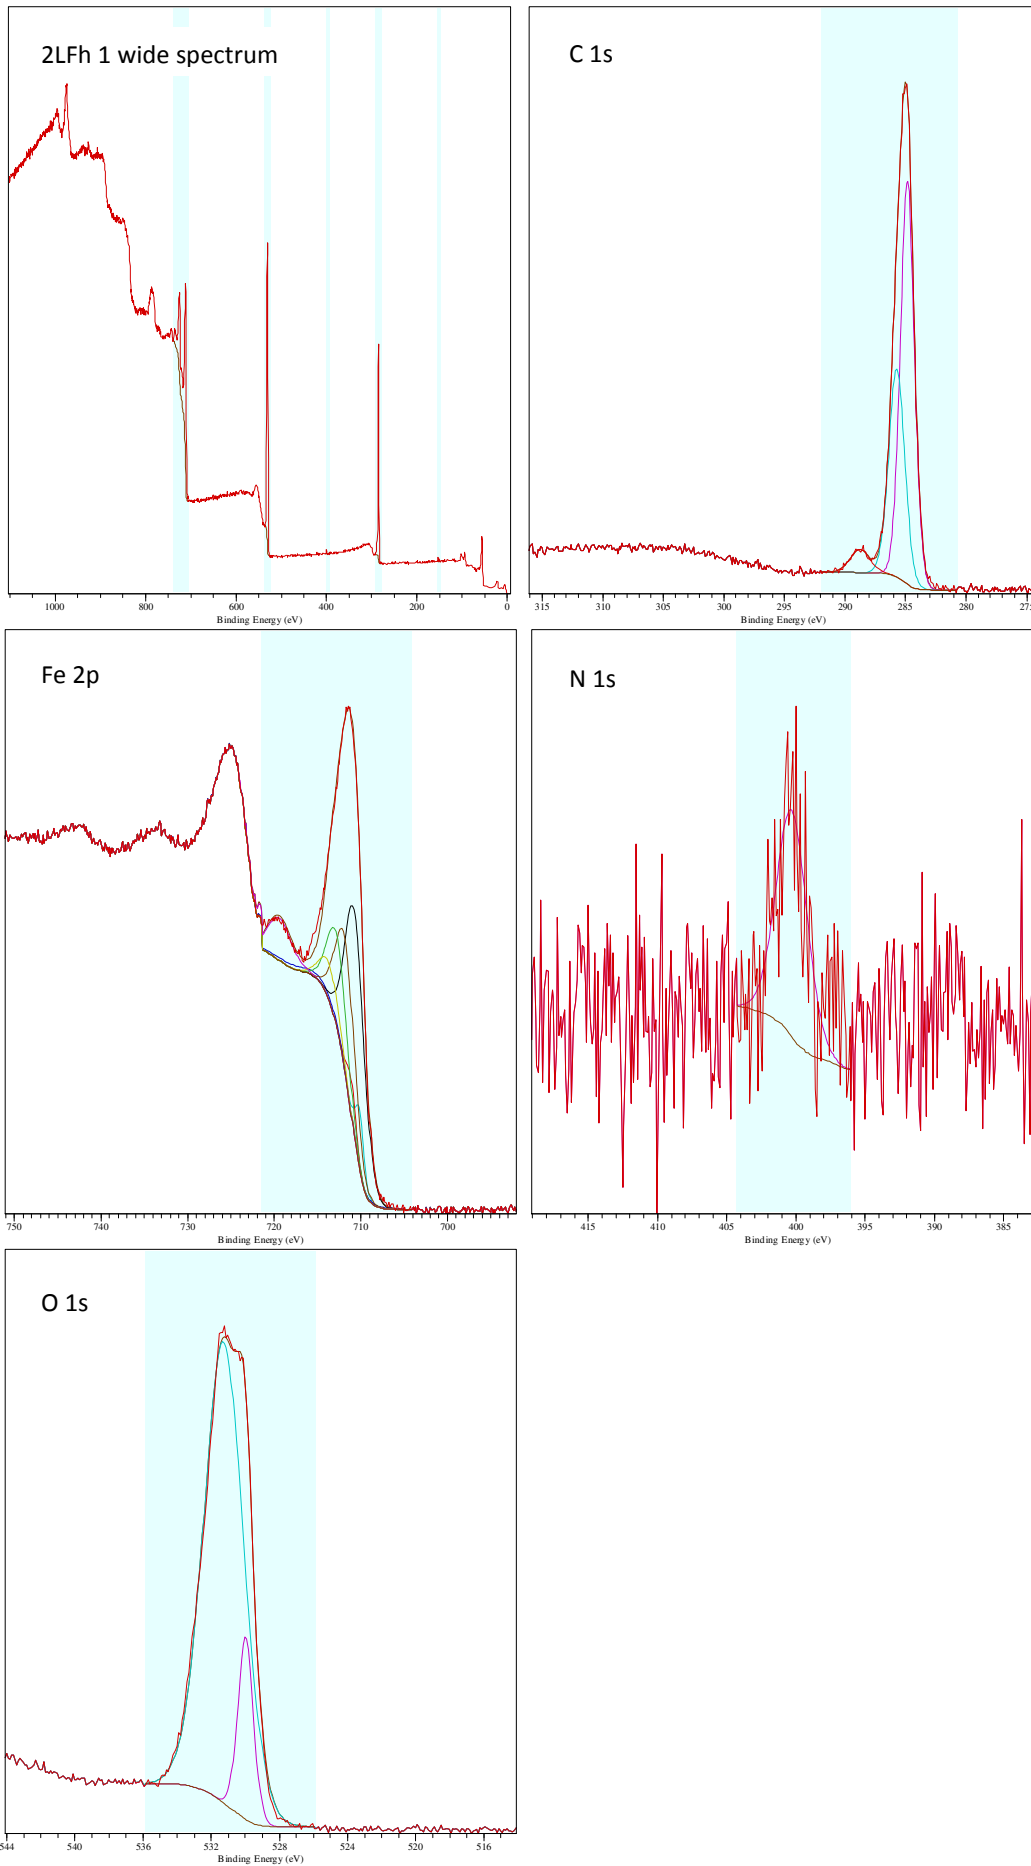 2LFh 1 wide spectrum
1000 800 600 400 200 0
Binding Energy (eV)
C 1s
315 310 305 300 295 290 285 280 275
Binding Energy (eV)
Fe 2p
750 740 730 720 710 700
Binding Energy (eV)
N 1s
415 410 405 400 395 390 385
Binding Energy (eV)
O 1s
544 540 536 532 528 524 520 516
Binding Energy (eV)